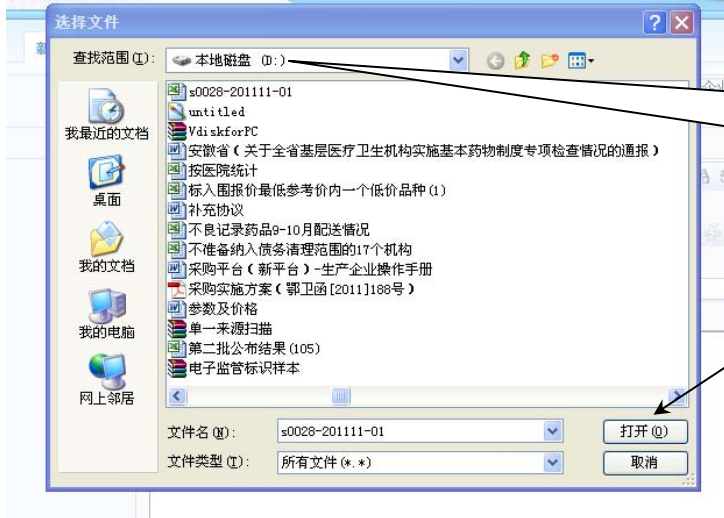 选择文件
查找范围(I):
本地磁盘 (D:)
s0028-201111-01
untitled
VdiskforPC
安徽省(关于全省基层医疗卫生机构实施基本药物制度专项检查情况的通报)
按医院统计
标入围报价最低参考价内一个低价品种(1)
补充协议
不良记录药品9-10月配送情况
不准备纳入债务清理范围的17个机构
采购平台(新平台)-生产企业操作手册
采购实施方案(鄂卫函[2011]188号)
参数及价格
单一来源扫描
第二批公布结果(105)
电子监管标识样本
我最近的文档
桌面
我的文档
我的电脑
网上邻居
文件名(N):
s0028-201111-01
打开(O)
文件类型(T):
所有文件(*.*)
取消